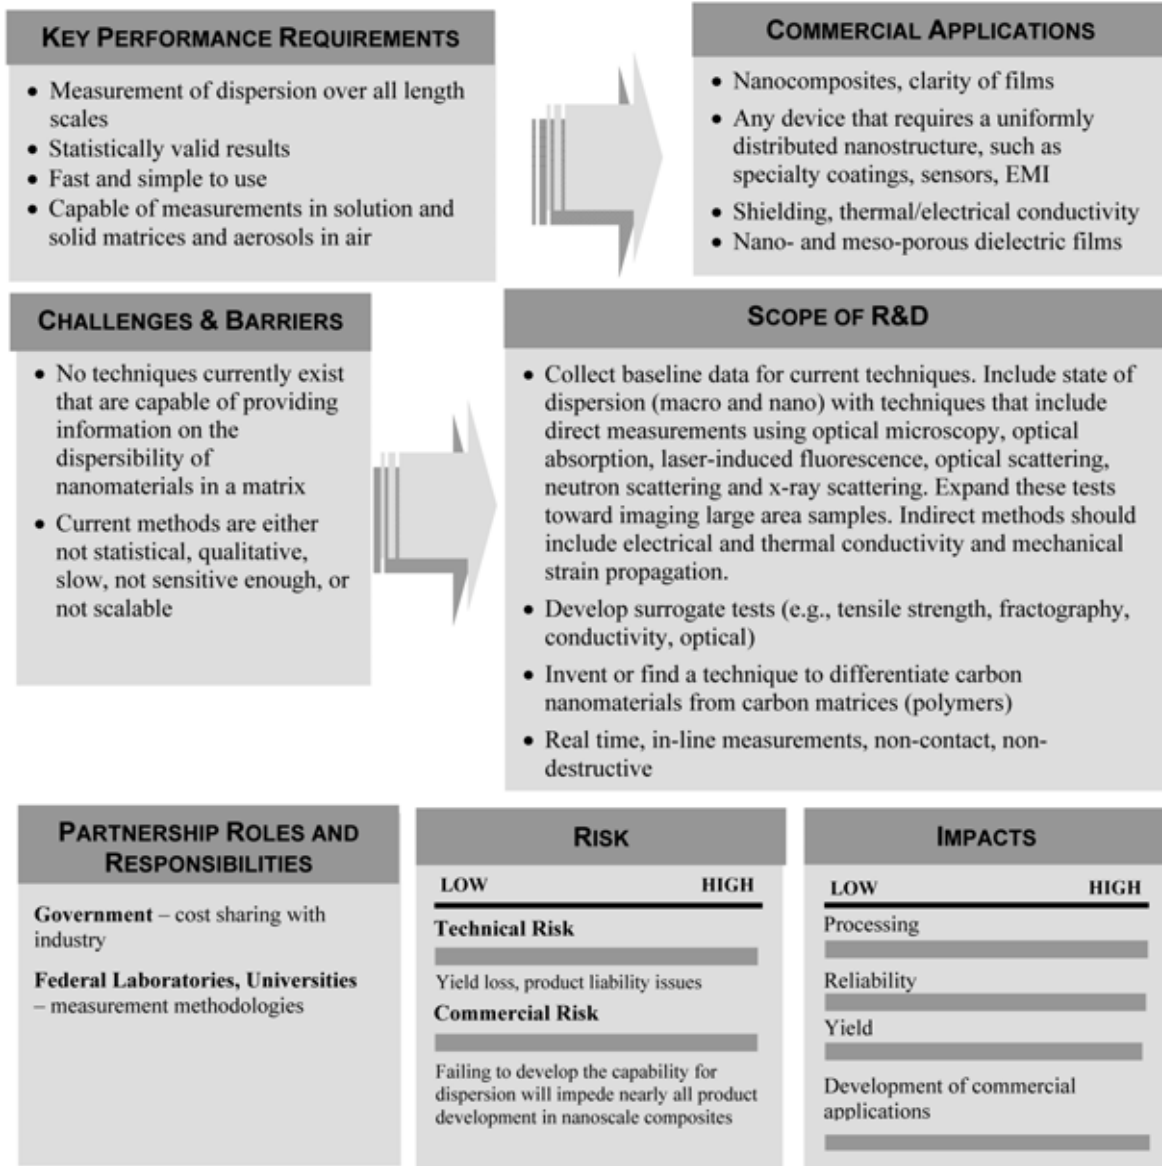 KEY PERFORMANCE REQUIREMENTS
• Measurement of dispersion over all length
scales
• Statistically valid results
• Fast and simple to use
• Capable of measurements in solution and
solid matrices and aerosols in air
COMMERCIAL APPLICATIONS
• Nanocomposites, clarity of films
• Any device that requires a uniformly
distributed nanostructure, such as
specialty coatings, sensors, EMI
• Shielding, thermal/electrical conductivity
• Nano- and meso-porous dielectric films
CHALLENGES & BARRIERS
• No techniques currently exist
that are capable of providing
information on the
dispersibility of
nanomaterials in a matrix
• Current methods are either
not statistical, qualitative,
slow, not sensitive enough, or
not scalable
SCOPE OF R&D
• Collect baseline data for current techniques. Include state of
dispersion (macro and nano) with techniques that include
direct measurements using optical microscopy, optical
absorption, laser-induced fluorescence, optical scattering,
neutron scattering and x-ray scattering. Expand these tests
toward imaging large area samples. Indirect methods should
include electrical and thermal conductivity and mechanical
strain propagation.
• Develop surrogate tests (e.g., tensile strength, fractography,
conductivity, optical)
• Invent or find a technique to differentiate carbon
nanomaterials from carbon matrices (polymers)
• Real time, in-line measurements, non-contact, non-
destructive
PARTNERSHIP ROLES AND
RESPONSIBILITIES
Government – cost sharing with
industry
Federal Laboratories, Universities
– measurement methodologies
RISK
LOW HIGH
Technical Risk
Yield loss, product liability issues
Commercial Risk
Failing to develop the capability for
dispersion will impede nearly all product
development in nanoscale composites
IMPACTS
LOW HIGH
Processing
Reliability
Yield
Development of commercial
applications